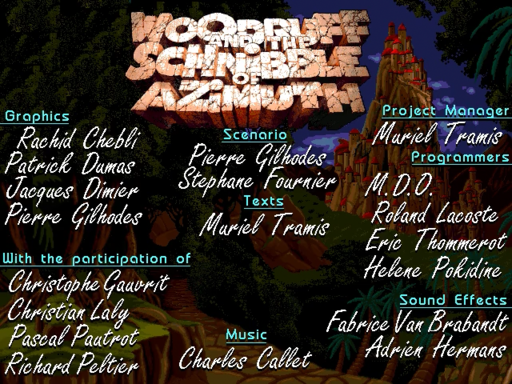 WOODRUFF
AND THE
SCHNIBBLE
OF
AZIMUTH
Graphics
Rachid Chebli
Patrick Dumas
Jacques Dimier
Pierre Gilhodes
With the participation of
Christophe Gauvrit
Christian Laly
Pascal Pautrot
Richard Peltier
Scenario
Pierre Gilhodes
Stephane Fournier
Texts
Muriel Tramis
Music
Charles Callet
Project Manager
Muriel Tramis
Programmers
M.D.O.
Roland Lacoste
Eric Thommerot
Helene Pokidine
Sound Effects
Fabrice Van Brabandt
Adrien Hermans